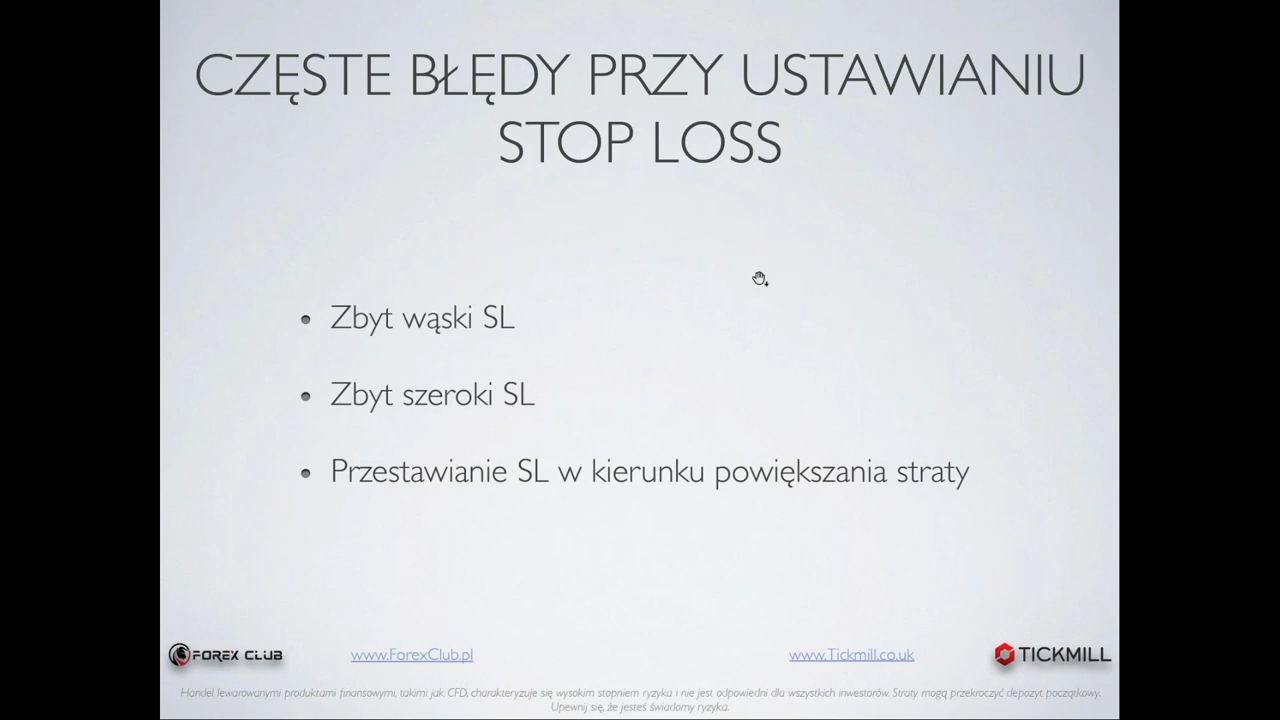 CZĘSTE BŁĘDY PRZY USTAWIANIU
STOP LOSS
Zbyt wąski SL
Zbyt szeroki SL
Przestawianie SL w kierunku powiększania straty
FOREX CLUB
www.ForexClub.pl
www.Tickmill.co.uk
TICKMILL
Handel lewarowanymi produktami finansowymi, takimi jak CFD, charakteryzuje się wysokim stopniem ryzyka i nie jest odpowiedni dla wszystkich inwestorów. Straty mogą przekroczyć depozyt początkowy.
Upewnij się, że jesteś świadomy ryzyka.